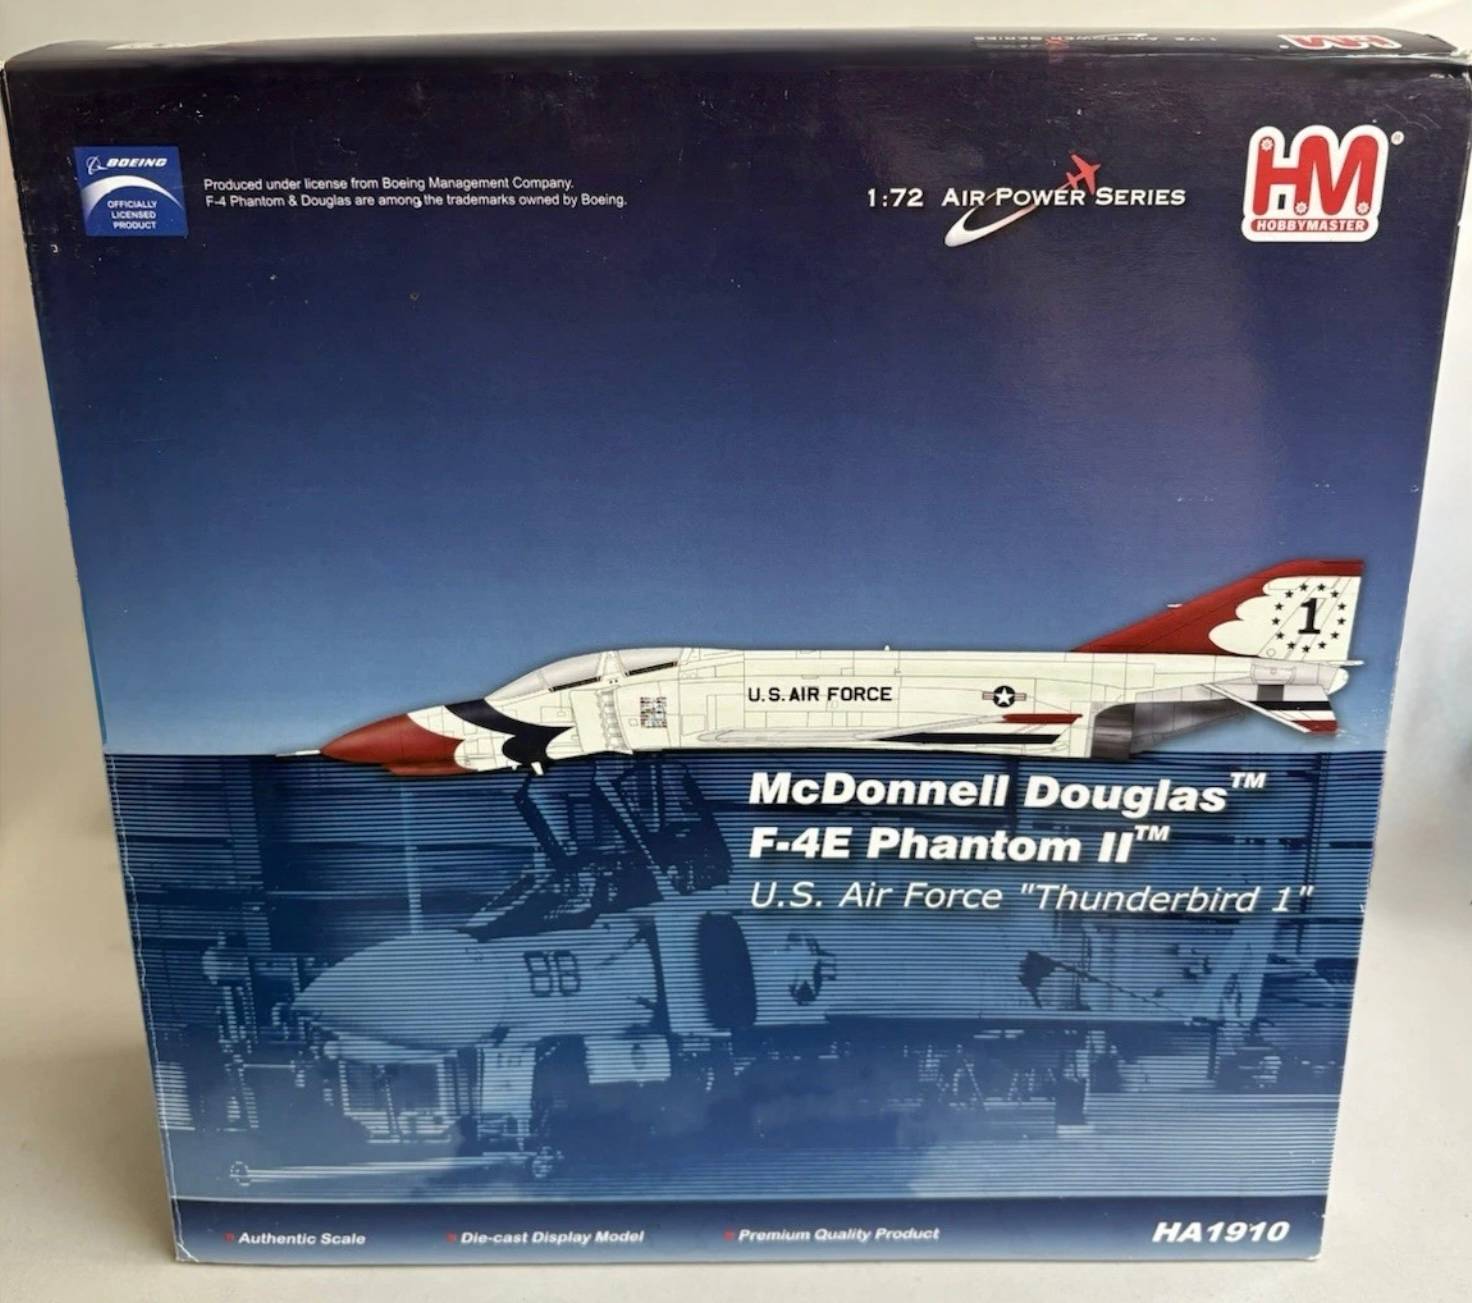 BOEING
OFFICIALLY
LICENSED
PRODUCT
Produced under license from Boeing Management Company.
F-4 Phantom & Douglas are among the trademarks owned by Boeing.
1:72 AIR POWER SERIES
HM
HOBBYMASTER
®
1
U.S. AIR FORCE
McDonnell Douglas™
F-4E Phantom II™
U.S. Air Force "Thunderbird 1"
88
Authentic Scale
Die-cast Display Model
Premium Quality Product
HA1910